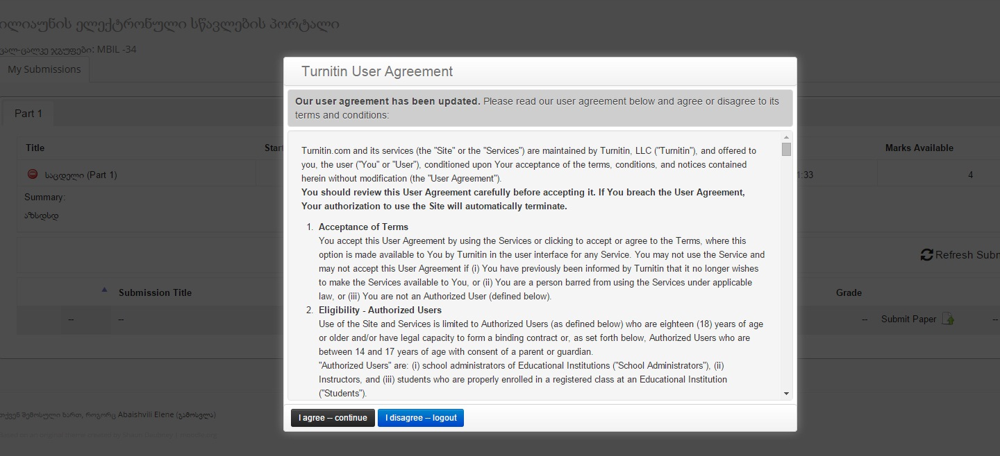 ილიაუნის ელექტრონული სწავლების პორტალი
ცალ-ცალკე ჯგუფები: MBIL -34
My Submissions
Part 1
Title
Start
Marks Available
საცდელი (Part 1)
1:33
4
Summary:
აზსდსდ
Refresh Subm
Submission Title
Grade
--
--
--
Submit Paper
--
თქვენ შემოსული ხართ, როგორც Abaishvili Elene (გამოსვლა)
Turnitin User Agreement
Our user agreement has been updated. Please read our user agreement below and agree or disagree to its
terms and conditions:
Turnitin.com and its services (the "Site" or the "Services") are maintained by Turnitin, LLC ("Turnitin"), and offered to
you, the user ("You" or "User"), conditioned upon Your acceptance of the terms, conditions, and notices contained
herein without modification (the "User Agreement").
You should review this User Agreement carefully before accepting it. If You breach the User Agreement,
Your authorization to use the Site will automatically terminate.
1. Acceptance of Terms
You accept this User Agreement by using the Services or clicking to accept or agree to the Terms, where this
option is made available to You by Turnitin in the user interface for any Service. You may not use the Service and
may not accept this User Agreement if (i) You have previously been informed by Turnitin that it no longer wishes
to make the Services available to You, or (ii) You are a person barred from using the Services under applicable
law, or (iii) You are not an Authorized User (defined below).
2. Eligibility - Authorized Users
Use of the Site and Services is limited to Authorized Users (as defined below) who are eighteen (18) years of age
or older and/or have legal capacity to form a binding contract or, as set forth below, Authorized Users who are
between 14 and 17 years of age with consent of a parent or guardian.
"Authorized Users" are: (i) school administrators of Educational Institutions ("School Administrators"), (ii)
Instructors, and (iii) students who are properly enrolled in a registered class at an Educational Institution
("Students").
I agree – continue
I disagree – logout